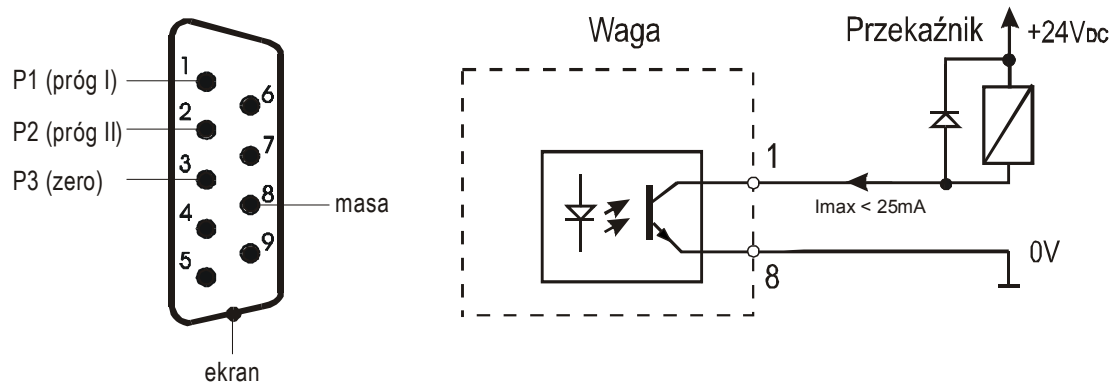 1
P1 (próg I)
6
2
P2 (próg II)
7
3
P3 (zero)
8
masa
4
9
5
ekran
Waga
Przekaźnik
+24VDC
1
Imax < 25mA
8
0V